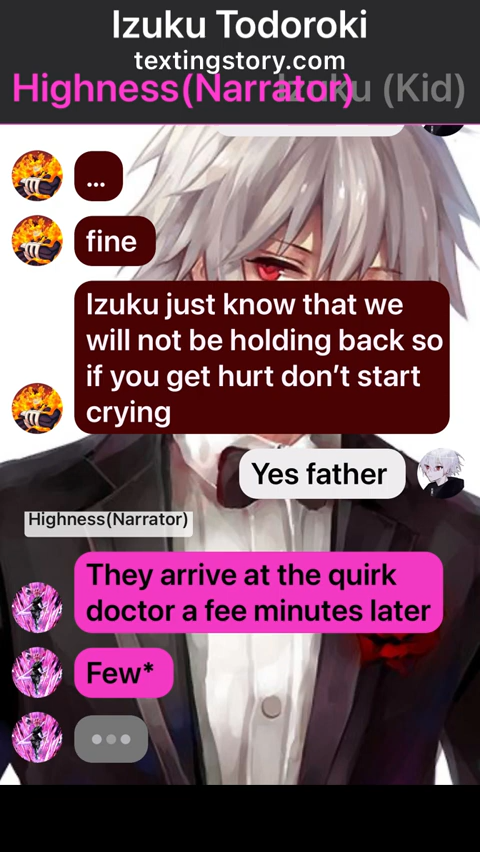 Izuku Todoroki
textingstory.com
Highness(Narrator) Izuku (Kid)
...
fine
Izuku just know that we
will not be holding back so
if you get hurt don’t start
crying
Yes father
Highness(Narrator)
They arrive at the quirk
doctor a fee minutes later
Few*